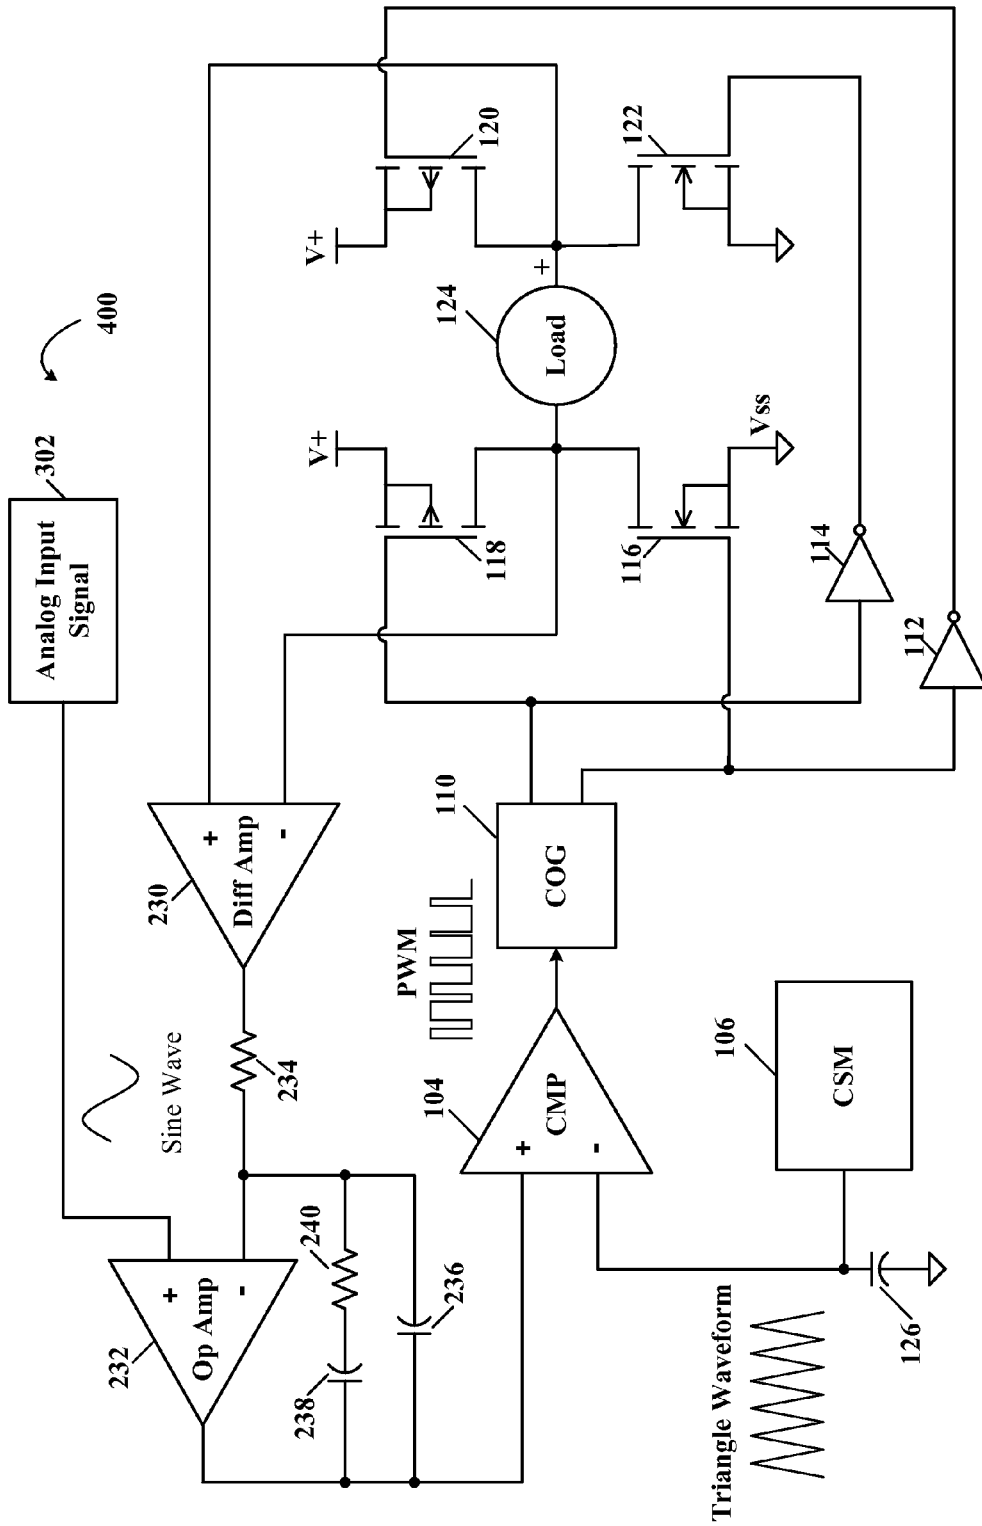 400
302
Analog Input
Signal
V+
120
V+
122
124
+
Load
118
Vss
116
114
112
230
+
-
Diff Amp
Sine Wave
234
232
+
-
Op Amp
240
238
236
PWM
110
COG
104
+
-
CMP
106
CSM
126
Triangle Waveform